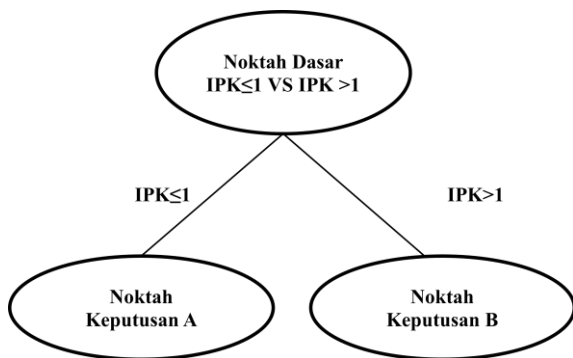 Noktah Dasar
IPK≤1 VS IPK >1
IPK≤1
IPK>1
Noktah
Keputusan A
Noktah
Keputusan B